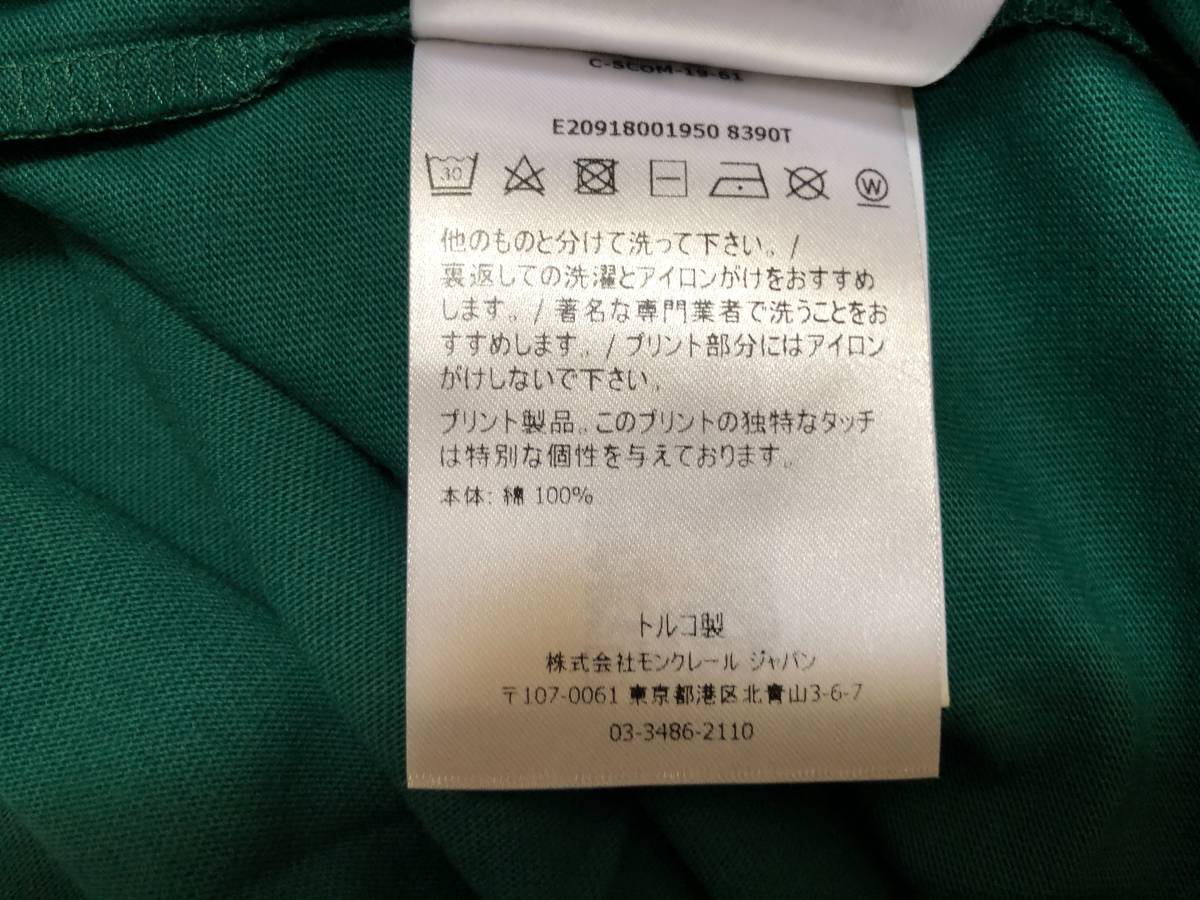 C-SCOM-19-61
E20918001950 8390T
30
W
他のものと分けて洗って下さい。/
裏返しての洗濯とアイロンがけをおすすめ
します。/ 著名な専門業者で洗うことをお
すすめします。/ プリント部分にはアイロン
がけしないで下さい。
プリント製品。このプリントの独特なタッチ
は特別な個性を与えております。
本体: 綿 100%
トルコ製
株式会社モンクレール ジャパン
〒107-0061 東京都港区北青山3-6-7
03-3486-2110